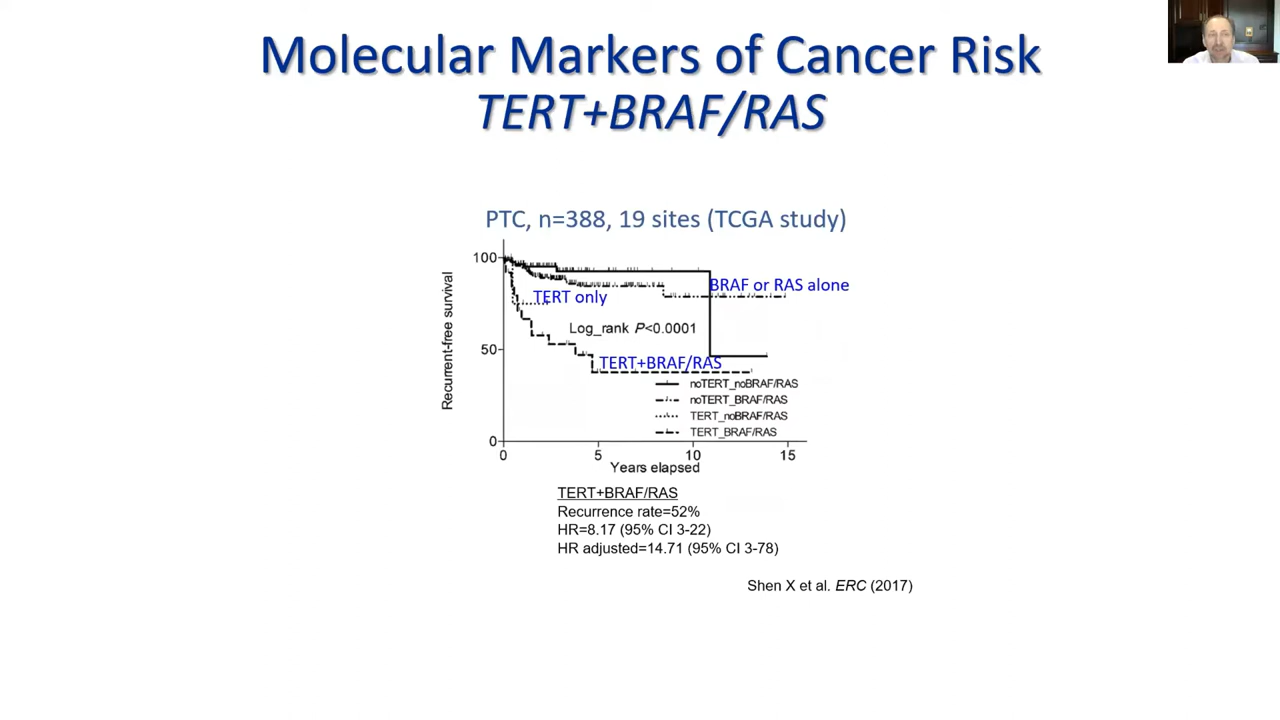 Molecular Markers of Cancer Risk
TERT+BRAF/RAS
PTC, n=388, 19 sites (TCGA study)
Recurrent-free survival
100
50
0
BRAF or RAS alone
TERT only
Log_rank P<0.0001
TERT+BRAF/RAS
noTERT_noBRAF/RAS
noTERT_BRAF/RAS
TERT_noBRAF/RAS
TERT_BRAF/RAS
0 5 10 15
Years elapsed
TERT+BRAF/RAS
Recurrence rate=52%
HR=8.17 (95% CI 3-22)
HR adjusted=14.71 (95% CI 3-78)
Shen X et al. ERC (2017)